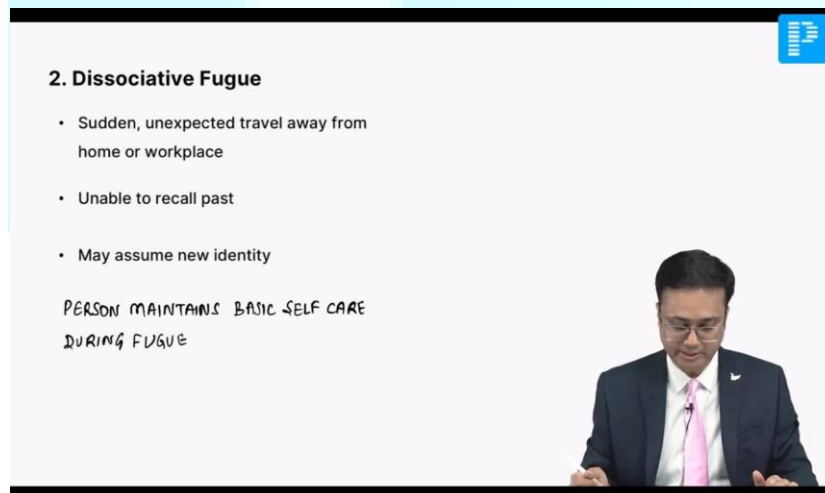 2. Dissociative Fugue
• Sudden, unexpected travel away from
home or workplace
• Unable to recall past
• May assume new identity
PERSON MAINTAINS BASIC SELF CARE
DURING FUGUE